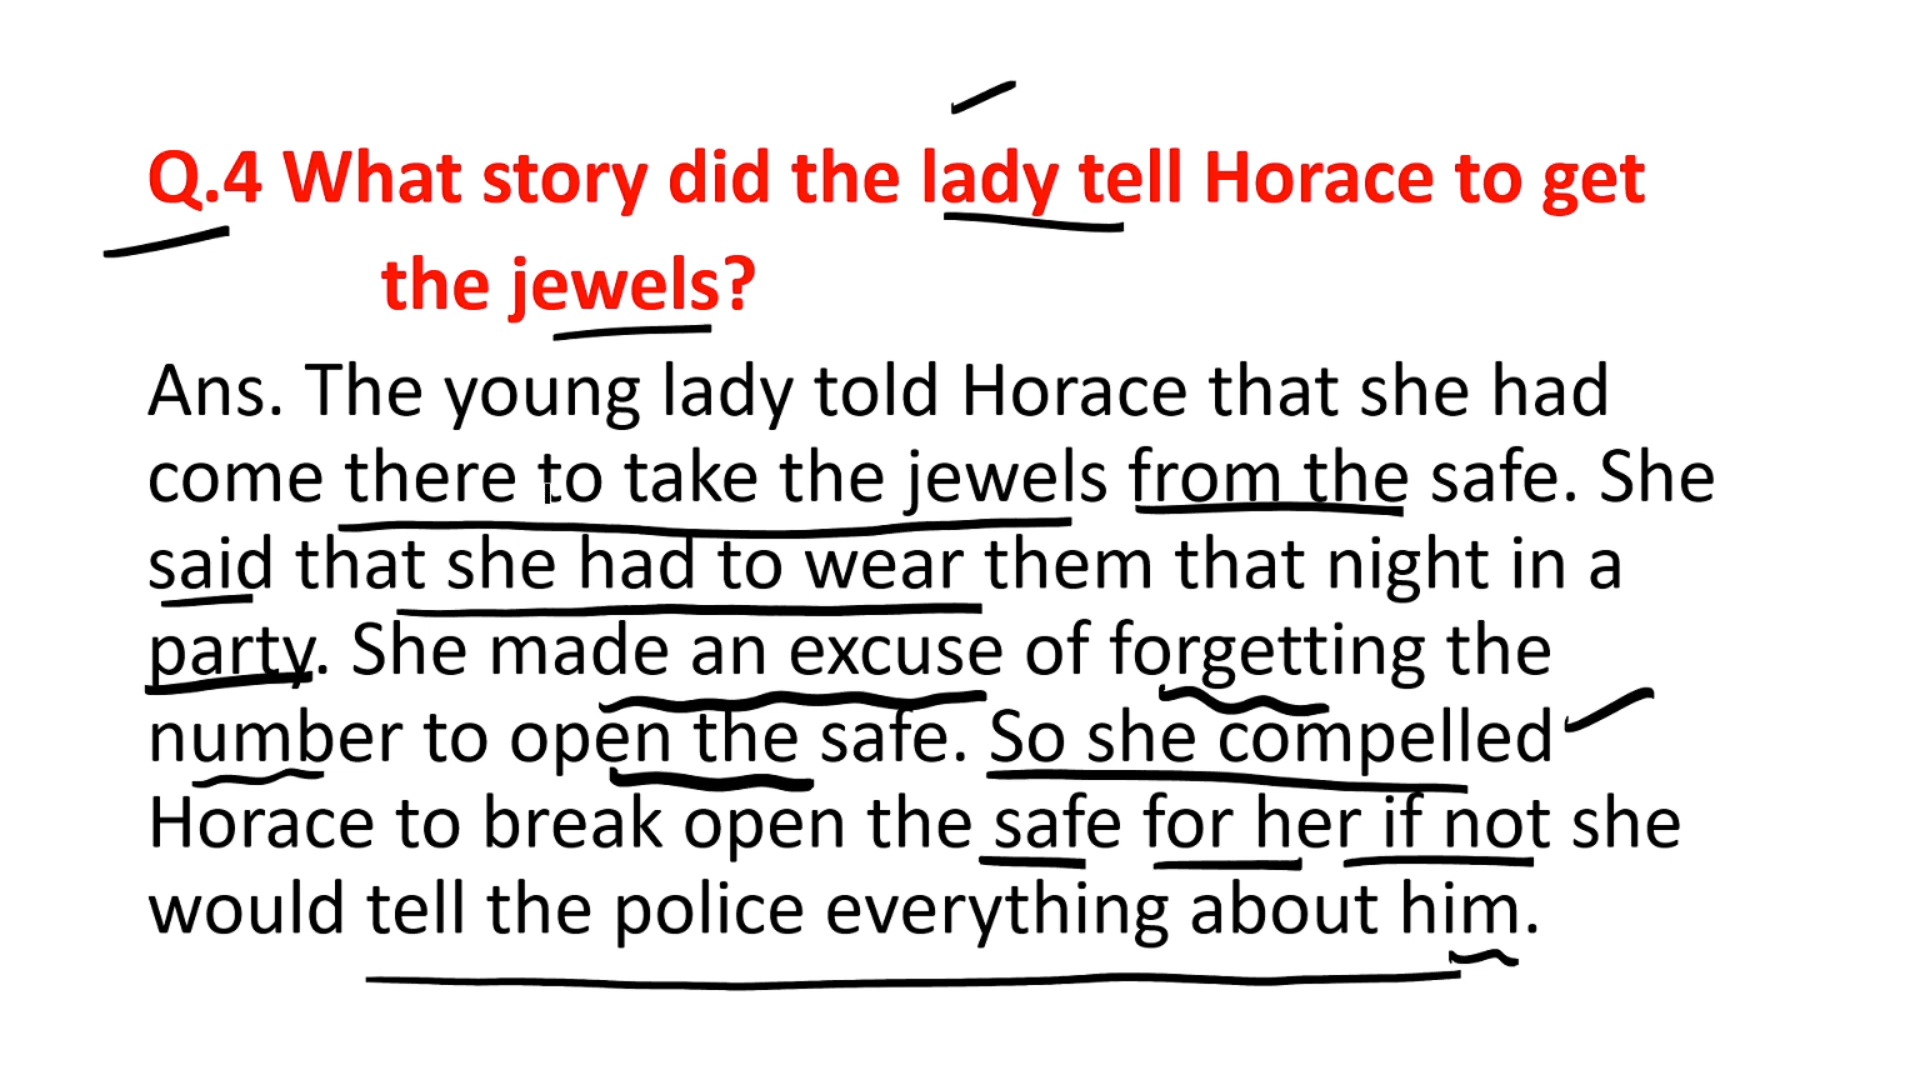 Q.4 What story did the lady tell Horace to get
the jewels?
Ans. The young lady told Horace that she had
come there to take the jewels from the safe. She
said that she had to wear them that night in a
party. She made an excuse of forgetting the
number to open the safe. So she compelled
Horace to break open the safe for her if not she
would tell the police everything about him.